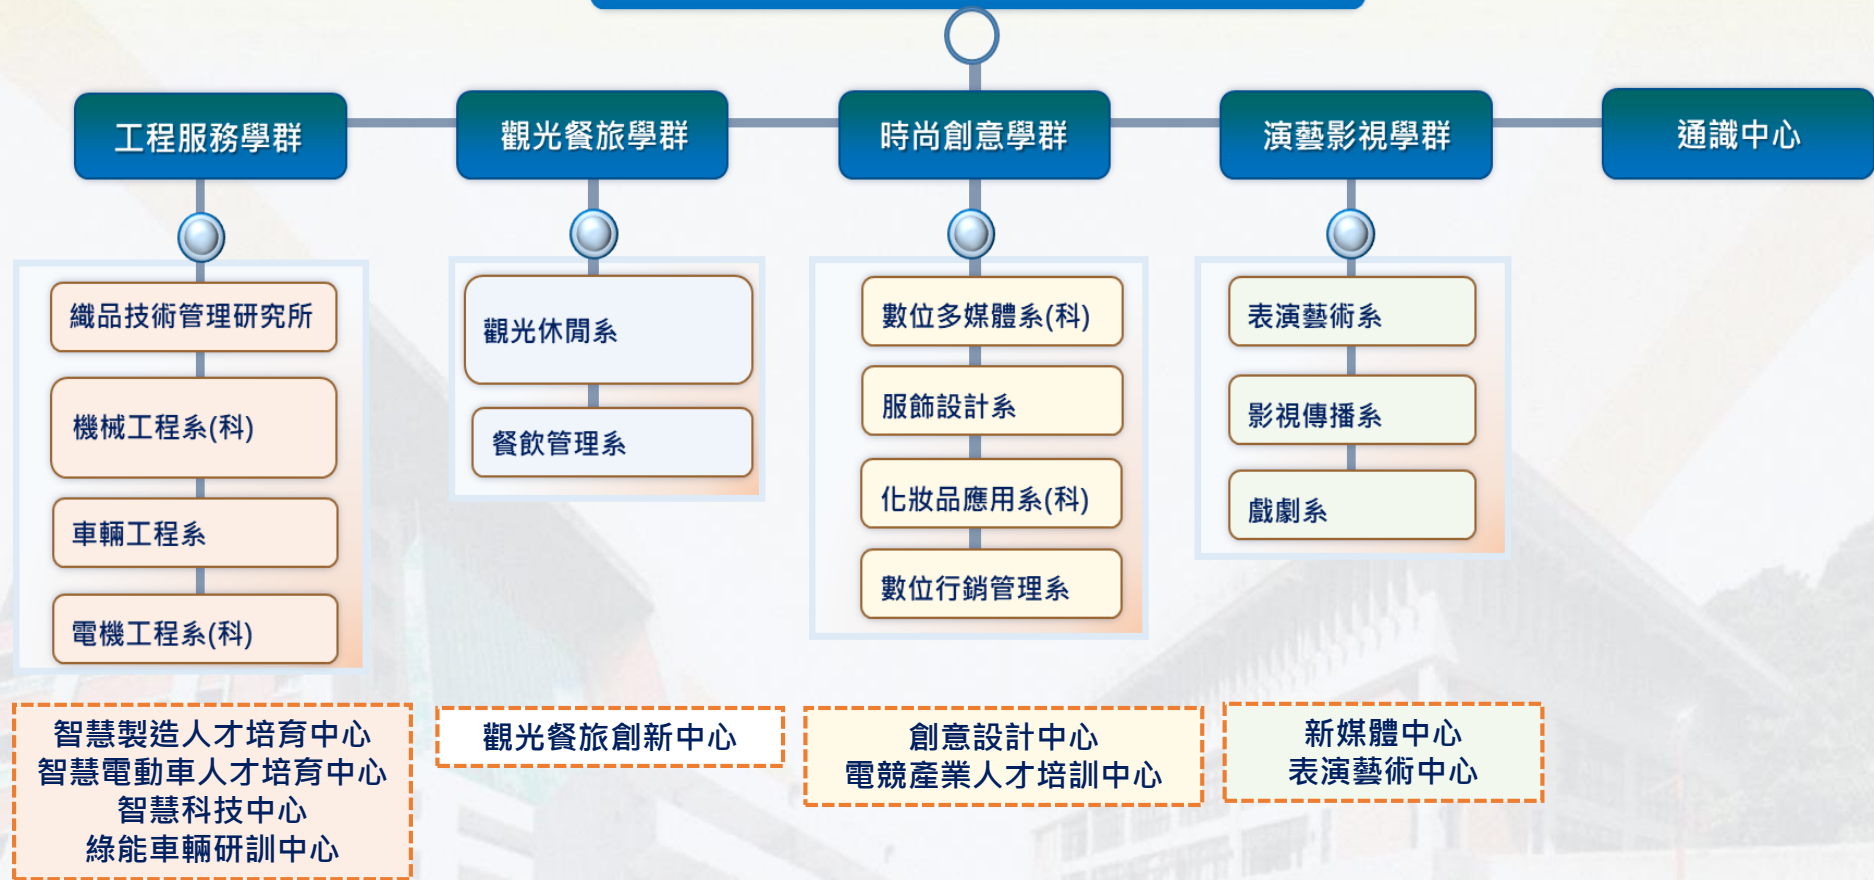 工程服務學群
觀光餐旅學群
時尚創意學群
演藝影視學群
通識中心
織品技術管理研究所
機械工程系(科)
車輛工程系
電機工程系(科)
觀光休閒系
餐飲管理系
數位多媒體系(科)
服飾設計系
化妝品應用系(科)
數位行銷管理系
表演藝術系
影視傳播系
戲劇系
智慧製造人才培育中心
智慧電動車人才培育中心
智慧科技中心
綠能車輛研訓中心
觀光餐旅創新中心
創意設計中心
電競產業人才培訓中心
新媒體中心
表演藝術中心